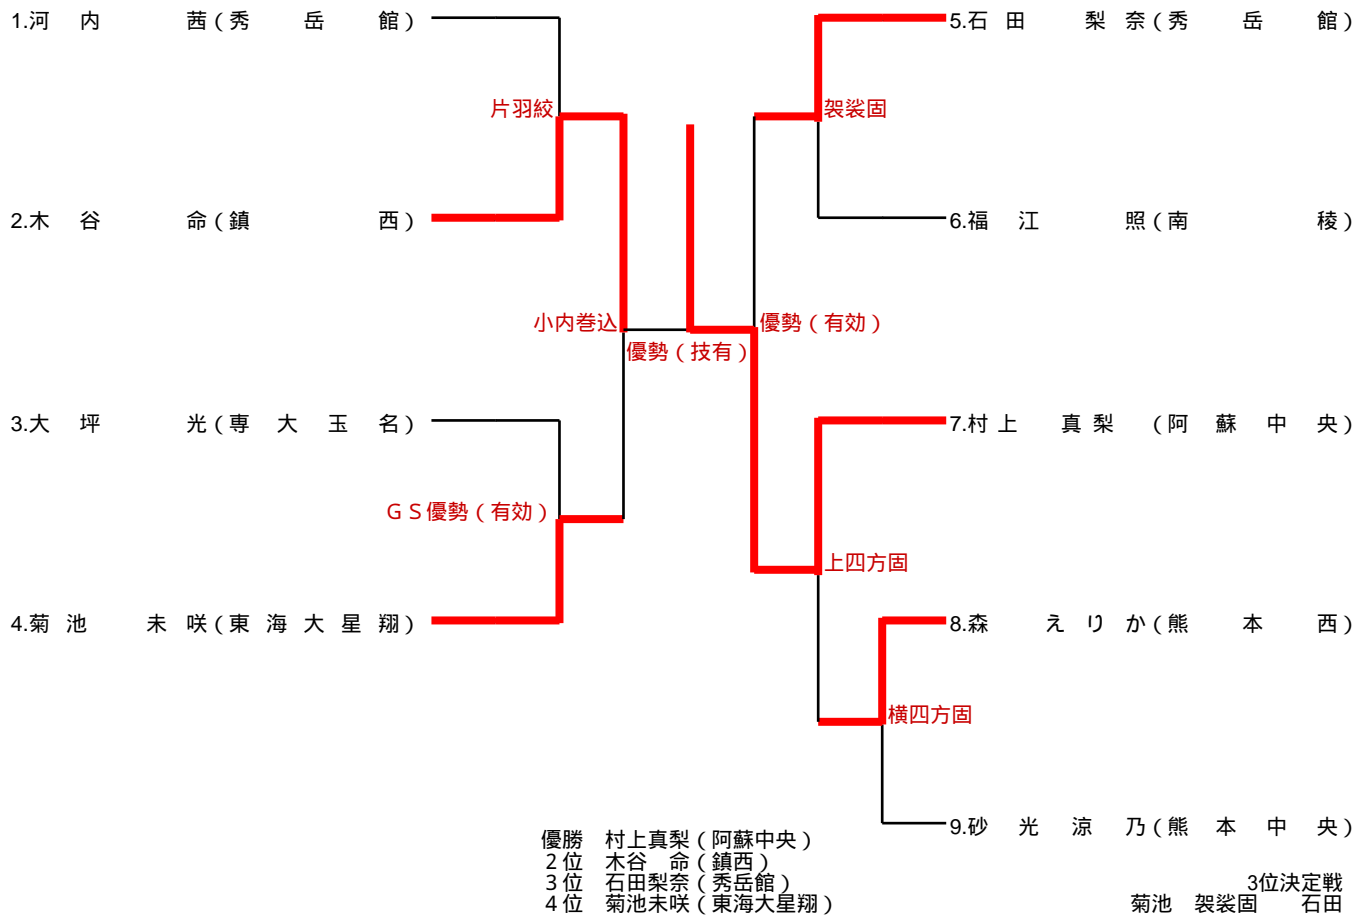 1.河内 茜(秀岳館)
5.石田 梨奈(秀岳館)
片羽絞
袈裟固
2.木谷 命(鎮西)
6.福江 照(南稜)
小内巻込
優勢(有効)
優勢(技有)
3.大坪 光(専大玉名)
7.村上 真梨(阿蘇中央)
GS優勢(有効)
上四方固
4.菊池 未咲(東海大星翔)
8.森 えりか(熊本西)
横四方固
9.砂光 涼乃(熊本中央)
優勝 村上真梨(阿蘇中央)
2位 木谷 命(鎮西)
3位 石田梨奈(秀岳館)
4位 菊池未咲(東海大星翔)
3位決定戦
菊池 袈裟固 石田